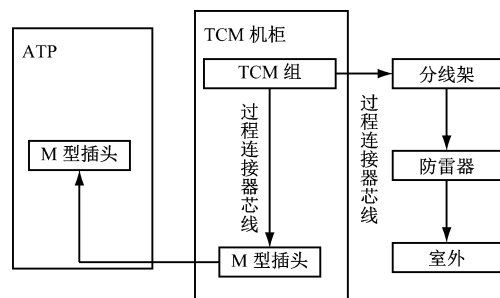 ATP
M 型插头
TCM 机柜
TCM 组
过程连接器芯线
M 型插头
过程连接器芯线
分线架
防雷器
室外